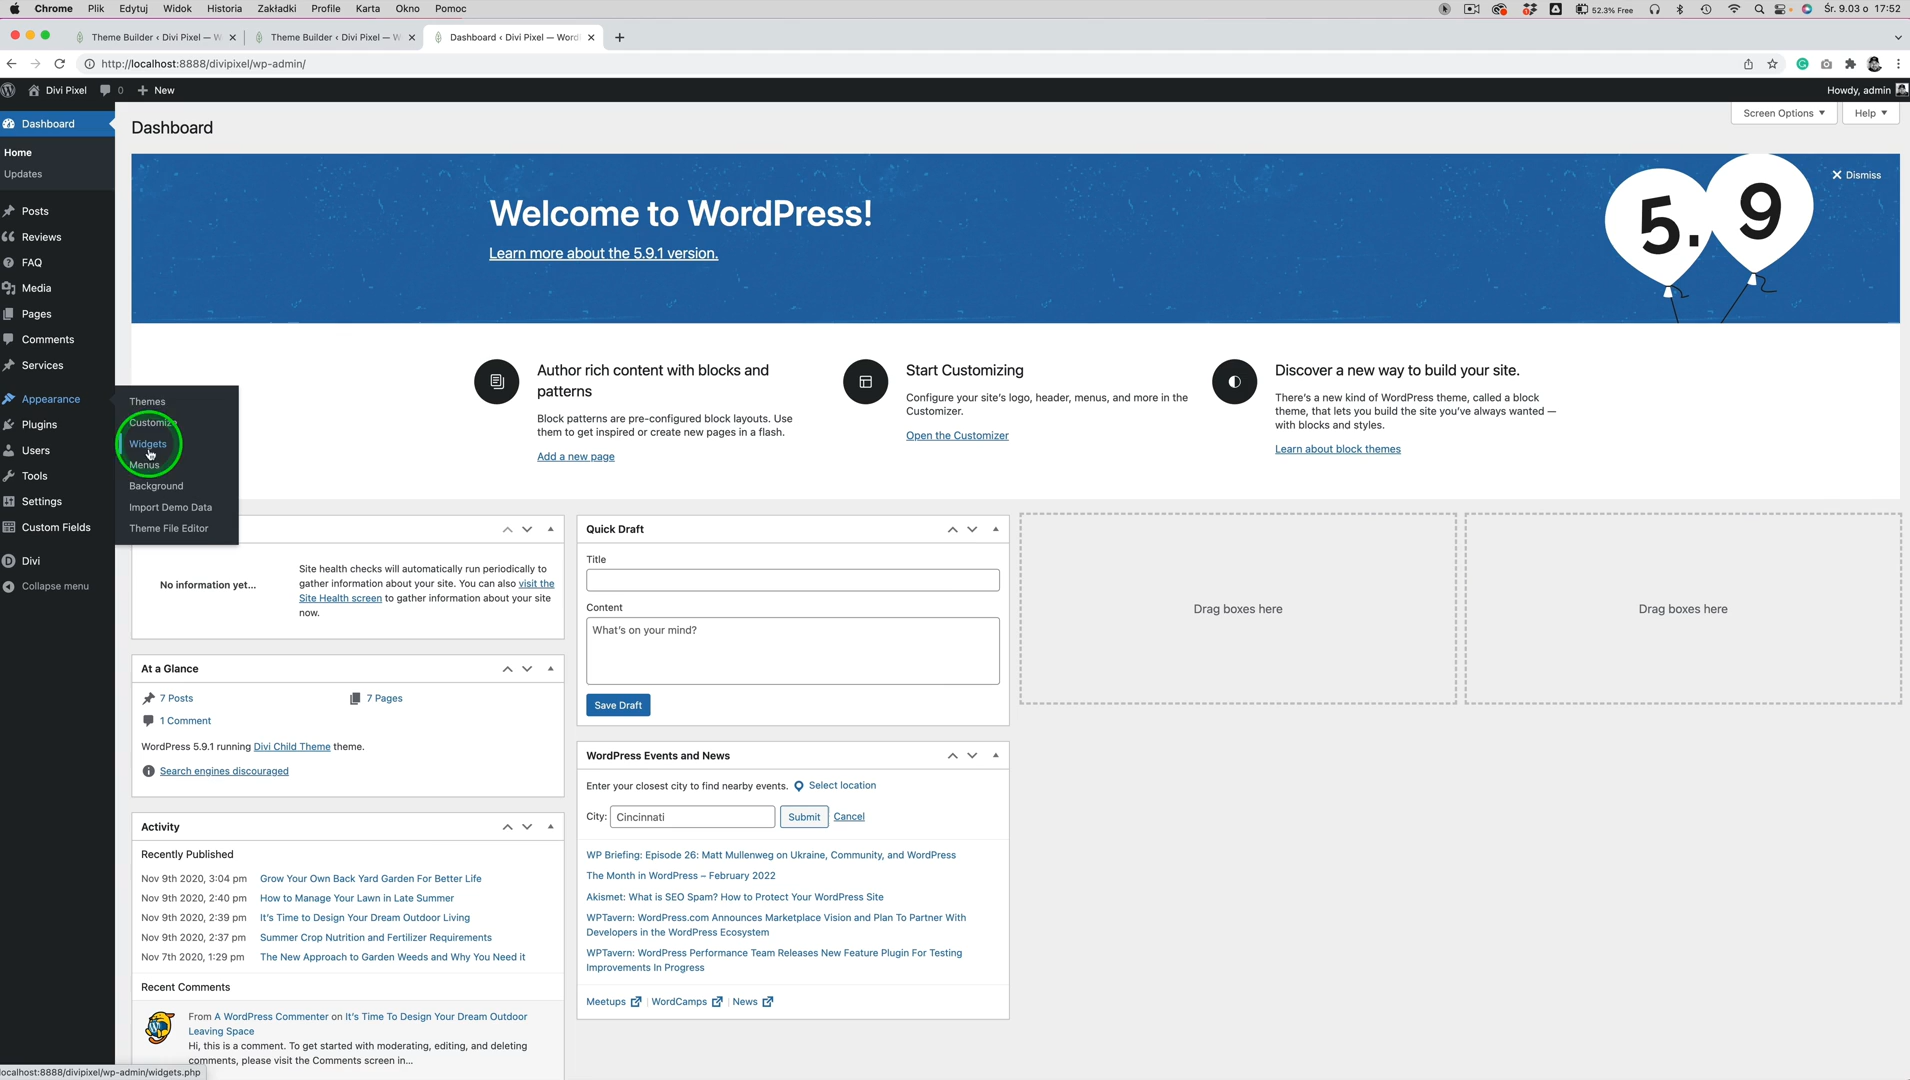 Chrome Plik Edytuj Widok Historia Zakładki Profile Karta Okno Pomoc 52.3% Free Śr. 9.03 o 17:52
Theme Builder ‹ Divi Pixel — W Theme Builder ‹ Divi Pixel — W Dashboard ‹ Divi Pixel — Word
http://localhost:8888/divipixel/wp-admin/
Divi Pixel 0 New Howdy, admin
Dashboard
Home
Updates
Posts
Reviews
FAQ
Media
Pages
Comments
Services
Appearance
Plugins
Users
Tools
Settings
Custom Fields
Divi
Collapse menu
Themes
Customize
Widgets
Menus
Background
Import Demo Data
Theme File Editor
Dashboard
Screen Options Help
Welcome to WordPress!
Learn more about the 5.9.1 version.
5.9
Dismiss
Author rich content with blocks and
patterns
Block patterns are pre-configured block layouts. Use
them to get inspired or create new pages in a flash.
Add a new page
Start Customizing
Configure your site's logo, header, menus, and more in the
Customizer.
Open the Customizer
Discover a new way to build your site.
There's a new kind of WordPress theme, called a block
theme, that lets you build the site you've always wanted —
with blocks and styles.
Learn about block themes
No information yet...
Site health checks will automatically run periodically to
gather information about your site. You can also visit the
Site Health screen to gather information about your site
now.
At a Glance
7 Posts 7 Pages
1 Comment
WordPress 5.9.1 running Divi Child Theme theme.
Search engines discouraged
Activity
Recently Published
Nov 9th 2020, 3:04 pm Grow Your Own Back Yard Garden For Better Life
Nov 9th 2020, 2:40 pm How to Manage Your Lawn in Late Summer
Nov 9th 2020, 2:39 pm It's Time to Design Your Dream Outdoor Living
Nov 9th 2020, 2:37 pm Summer Crop Nutrition and Fertilizer Requirements
Nov 7th 2020, 1:29 pm The New Approach to Garden Weeds and Why You Need it
Recent Comments
From A WordPress Commenter on It's Time To Design Your Dream Outdoor
Leaving Space
Hi, this is a comment. To get started with moderating, editing, and deleting
comments, please visit the Comments screen in...
Quick Draft
Title
Content
What's on your mind?
Save Draft
WordPress Events and News
Enter your closest city to find nearby events. Select location
City: Cincinnati Submit Cancel
WP Briefing: Episode 26: Matt Mullenweg on Ukraine, Community, and WordPress
The Month in WordPress – February 2022
Akismet: What is SEO Spam? How to Protect Your WordPress Site
WPTavern: WordPress.com Announces Marketplace Vision and Plan To Partner With
Developers in the WordPress Ecosystem
WPTavern: WordPress Performance Team Releases New Feature Plugin For Testing
Improvements In Progress
Meetups | WordCamps | News
Drag boxes here
Drag boxes here
localhost:8888/divipixel/wp-admin/widgets.php